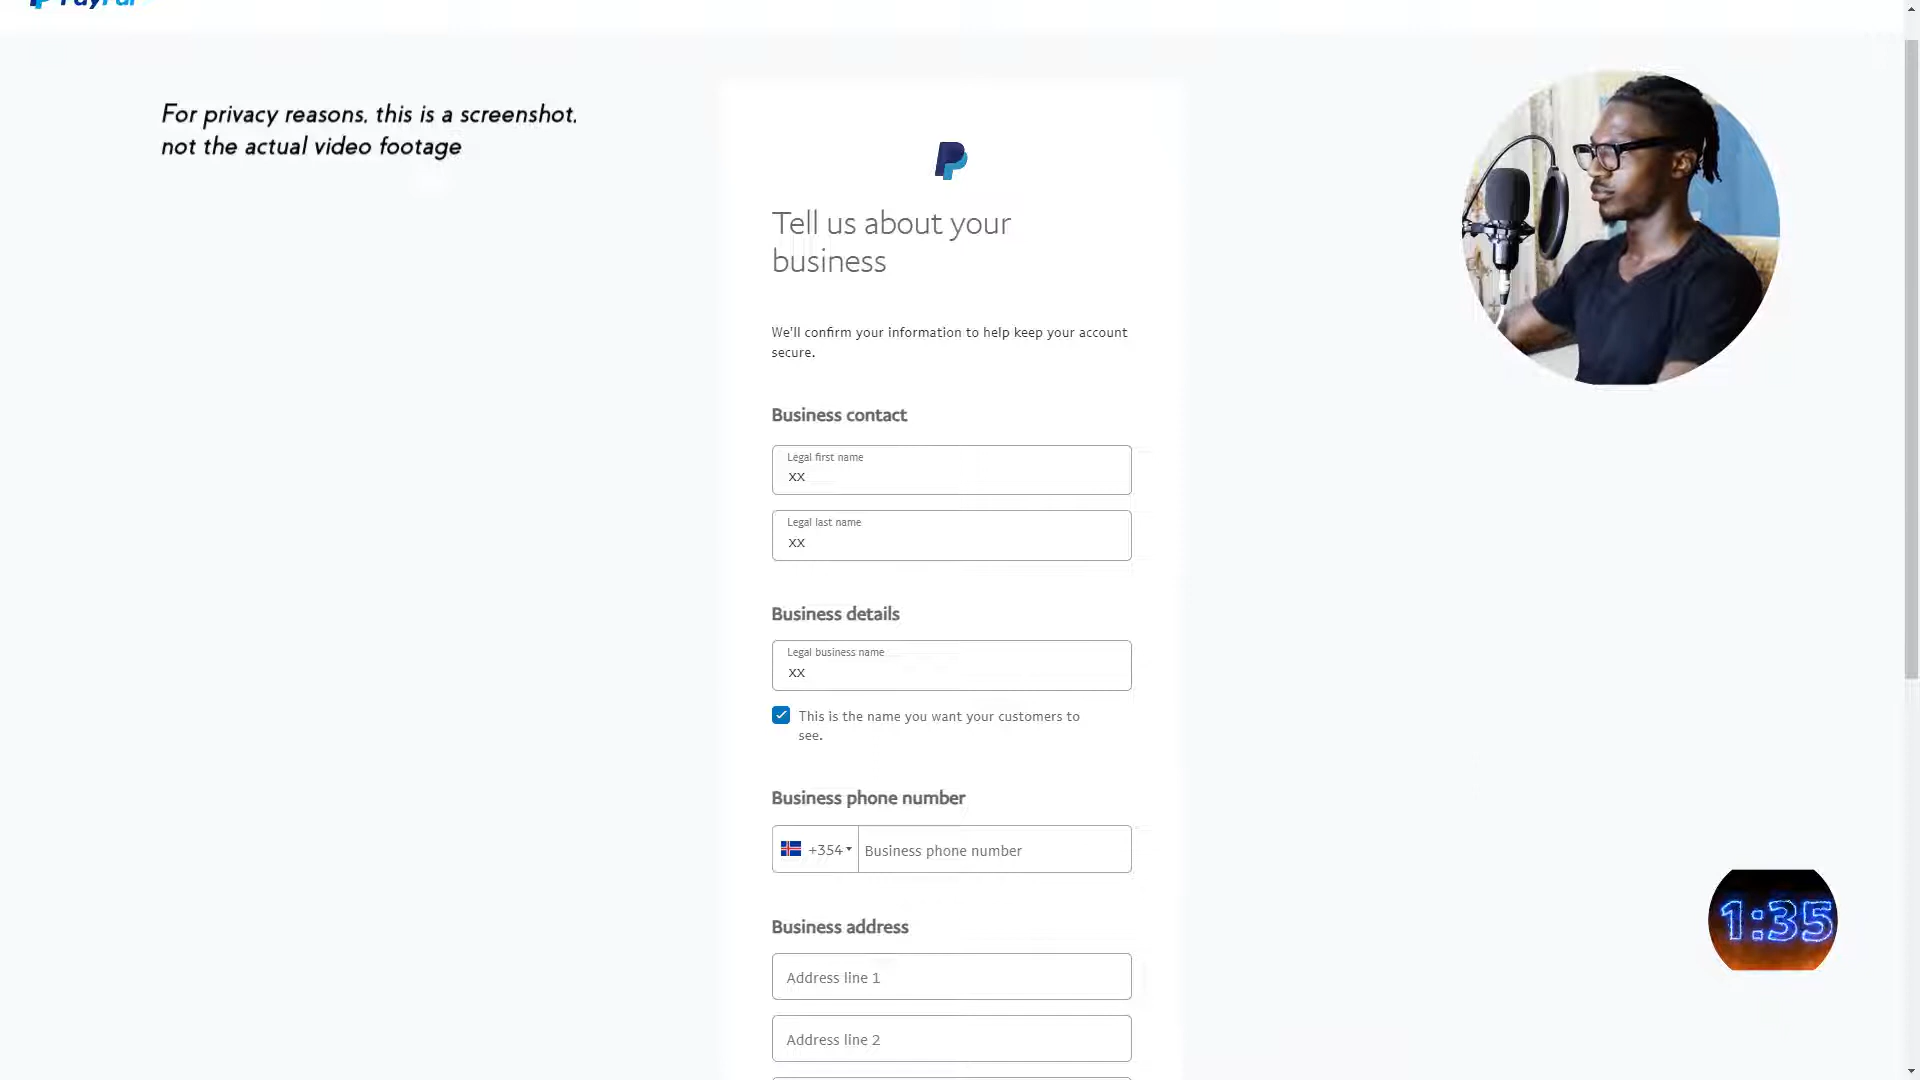 PayPal
For privacy reasons, this is a screenshot,
not the actual video footage
Tell us about your
business
We'll confirm your information to help keep your account
secure.
Business contact
Legal first name
xx
Legal last name
xx
Business details
Legal business name
xx
This is the name you want your customers to
see.
Business phone number
+354 Business phone number
Business address
Address line 1
Address line 2
1:35